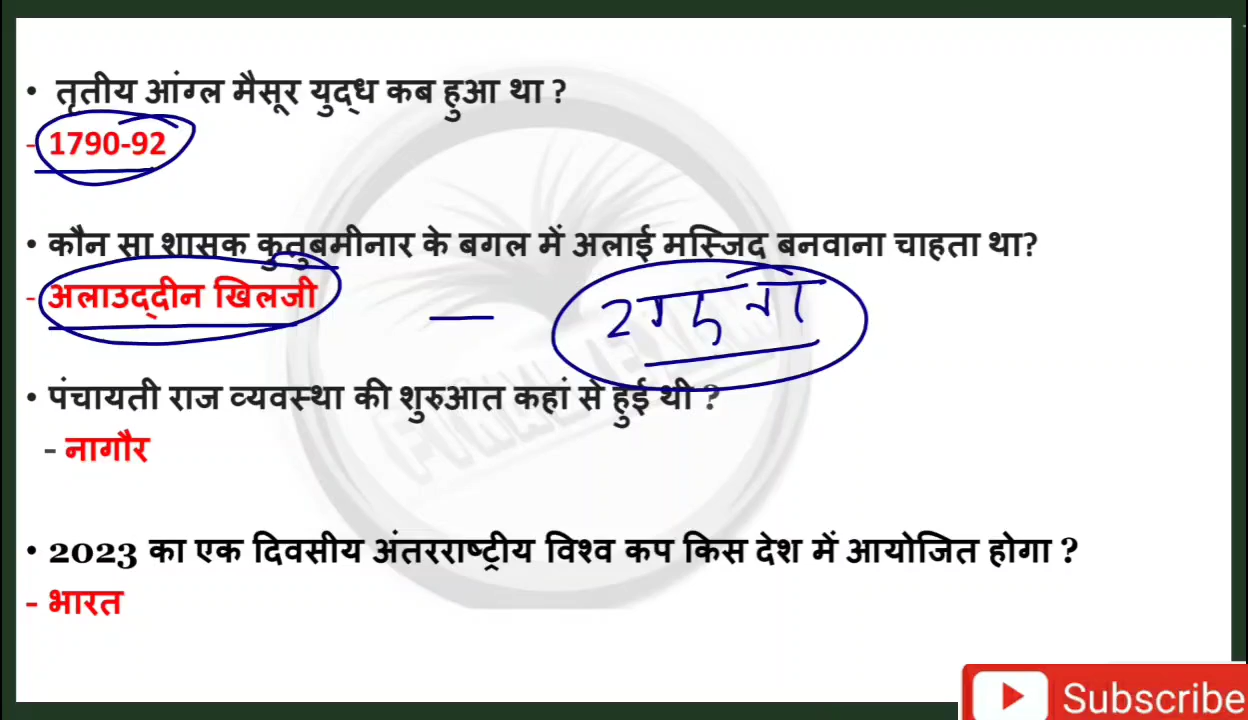 • तृतीय आंग्ल मैसूर युद्ध कब हुआ था ?
- 1790-92
• कौन सा शासक कुतुबमीनार के बगल में अलाई मस्जिद बनवाना चाहता था?
- अलाउद्दीन खिलजी
• पंचायती राज व्यवस्था की शुरुआत कहां से हुई थी ?
- नागौर
• 2023 का एक दिवसीय अंतरराष्ट्रीय विश्व कप किस देश में आयोजित होगा ?
- भारत
Subscribe